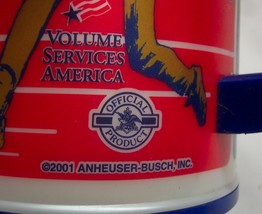 VOLUME
SERVICES
AMERICA
OFFICIAL
PRODUCT
©2001 ANHEUSER-BUSCH, INC.